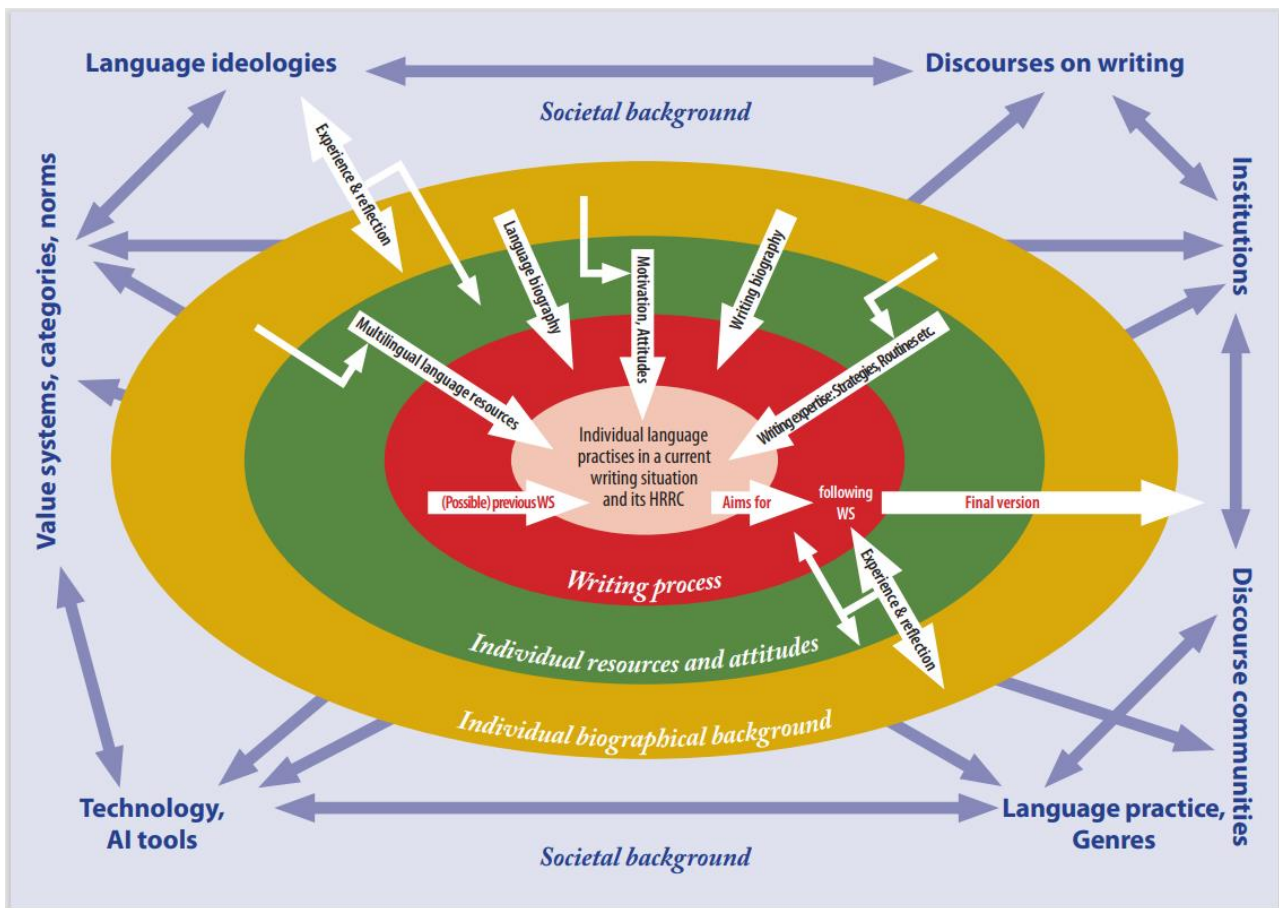 Language ideologies
Discourses on writing
Societal background
Value systems, categories, norms
Institutions
Experience & reflection
Language biography
Motivation, Attitudes
Writing biography
Multilingual language resources
Writing expertise: Strategies, Routines etc.
Individual language
practises in a current
writing situation
and its HRRC
(Possible) previous WS
Aims for
following
WS
Final version
Experience & reflection
Writing process
Individual resources and attitudes
Individual biographical background
Discourse communities
Technology,
AI tools
Language practice,
Genres
Societal background